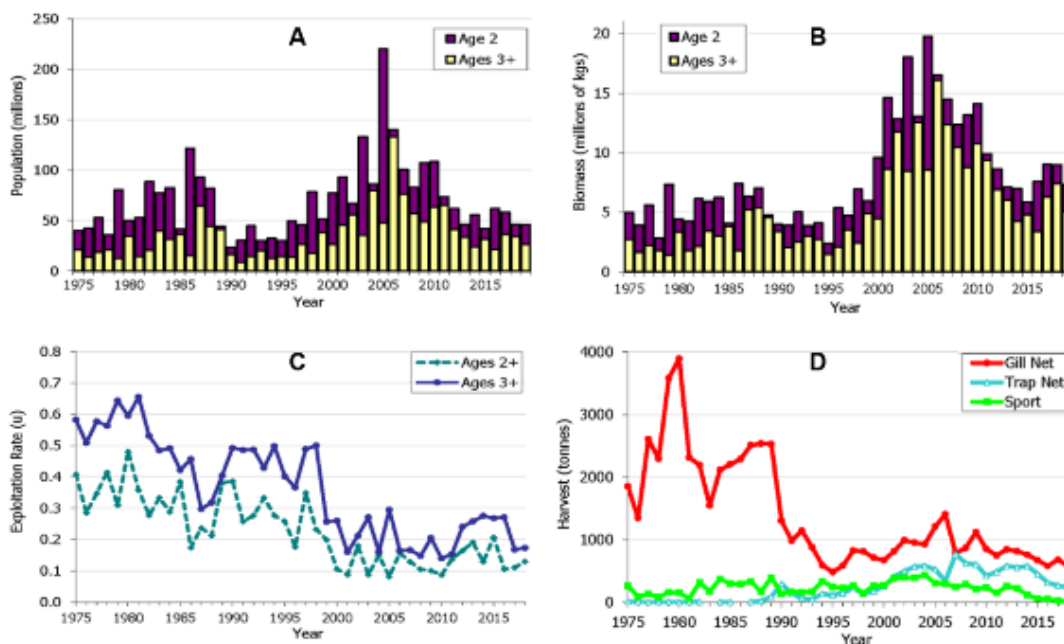 A
Age 2
Ages 3+
Population (millions)
250
200
150
100
50
0
1975 1980 1985 1990 1995 2000 2005 2010 2015
Year
B
Age 2
Ages 3+
Biomass (millions of kgs)
20
15
10
5
0
1975 1980 1985 1990 1995 2000 2005 2010 2015
Year
C
Ages 2+
Ages 3+
Exploitation Rate (u)
0.8
0.7
0.6
0.5
0.4
0.3
0.2
0.1
0.0
1975 1980 1985 1990 1995 2000 2005 2010 2015
Year
D
Gill Net
Trap Net
Sport
Harvest (tonnes)
4000
3000
2000
1000
0
1975 1980 1985 1990 1995 2000 2005 2010 2015
Year